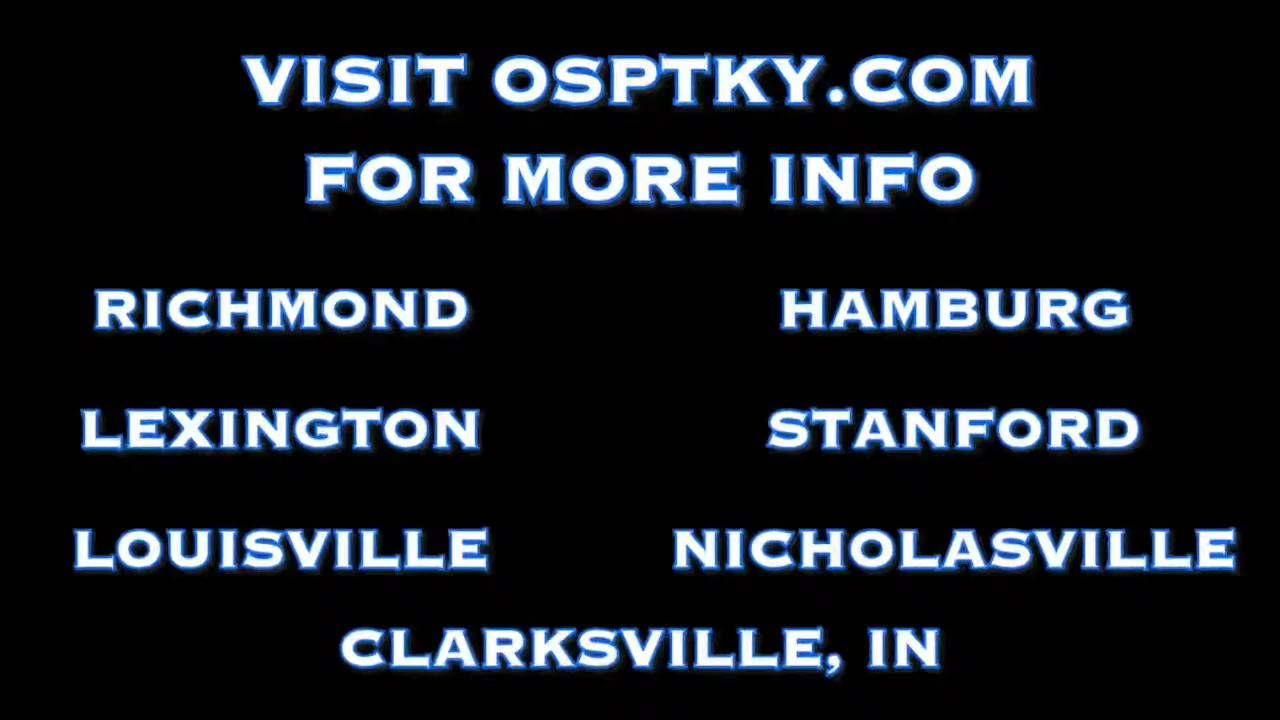 VISIT OSPTKY.COM
FOR MORE INFO
RICHMOND HAMBURG
LEXINGTON STANFORD
LOUISVILLE NICHOLASVILLE
CLARKSVILLE, IN